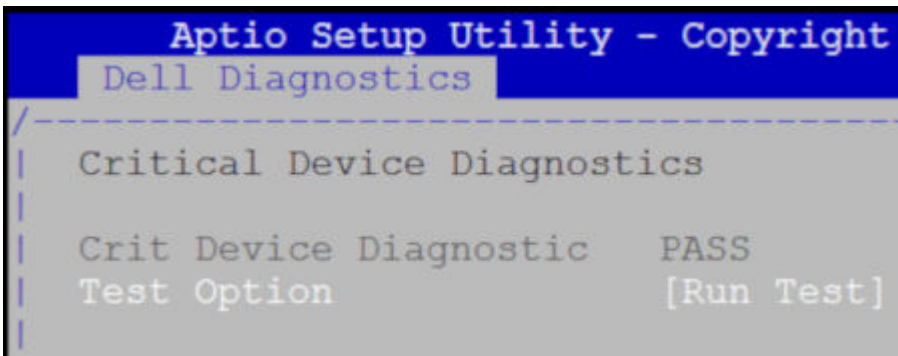 Aptio Setup Utility - Copyright
Dell Diagnostics
Critical Device Diagnostics
Crit Device Diagnostic PASS
Test Option [Run Test]